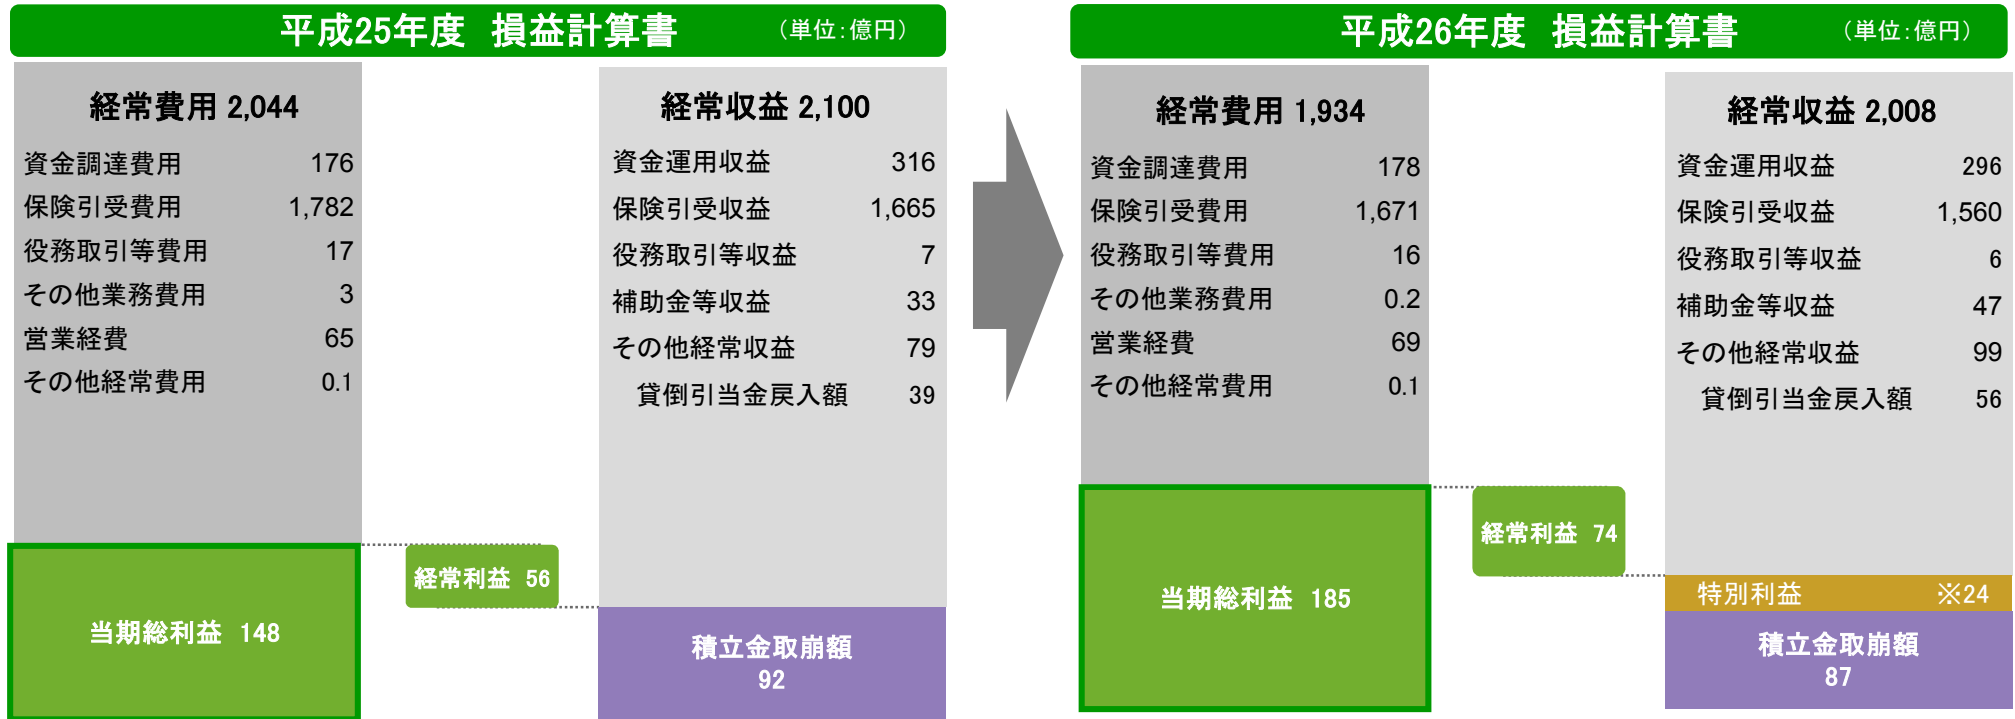 平成25年度 損益計算書 （単位：億円）
経常費用 2,044
資金調達費用 176
保険引受費用 1,782
役務取引等費用 17
その他業務費用 3
営業経費 65
その他経常費用 0.1
当期総利益 148
経常利益 56
経常収益 2,100
資金運用収益 316
保険引受収益 1,665
役務取引等収益 7
補助金等収益 33
その他経常収益 79
貸倒引当金戻入額 39
積立金取崩額
92
平成26年度 損益計算書 （単位：億円）
経常費用 1,934
資金調達費用 178
保険引受費用 1,671
役務取引等費用 16
その他業務費用 0.2
営業経費 69
その他経常費用 0.1
当期総利益 185
経常利益 74
経常収益 2,008
資金運用収益 296
保険引受収益 1,560
役務取引等収益 6
補助金等収益 47
その他経常収益 99
貸倒引当金戻入額 56
特別利益 ※24
積立金取崩額
87